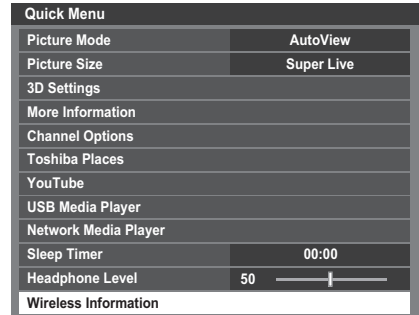 Quick Menu
Picture Mode AutoView
Picture Size Super Live
3D Settings
More Information
Channel Options
Toshiba Places
YouTube
USB Media Player
Network Media Player
Sleep Timer 00:00
Headphone Level 50
Wireless Information